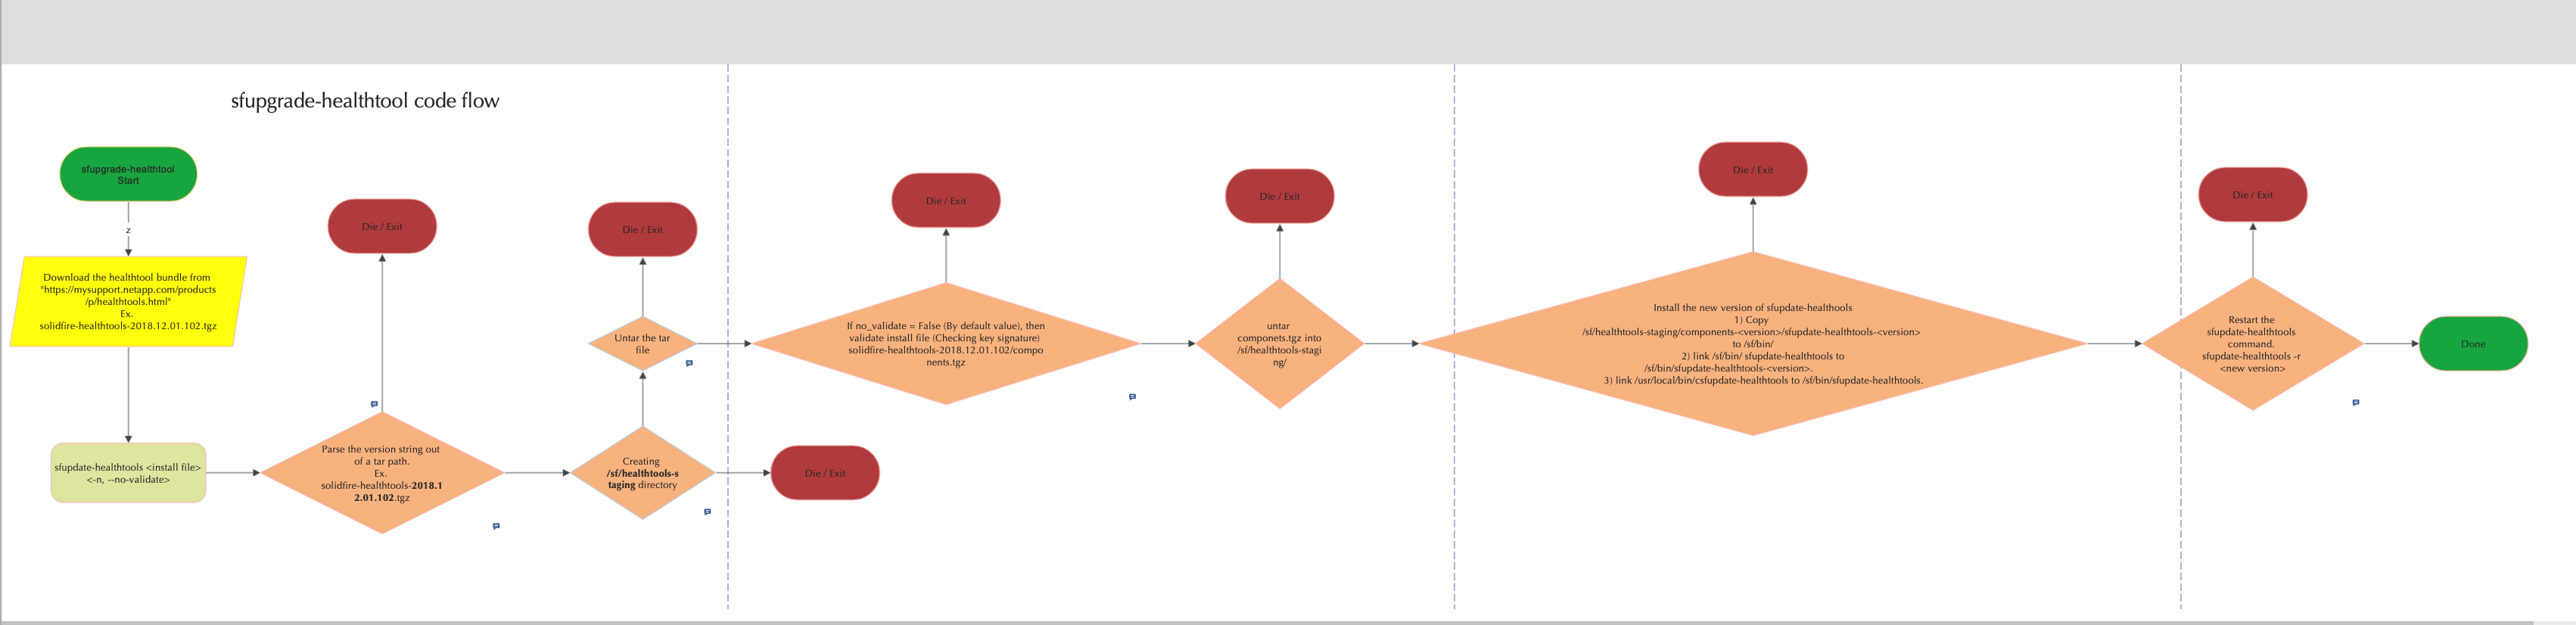 sfupgrade-healthtool code flow
sfupgrade-healthtool
Start
z
Download the healthtool bundle from
"https://mysupport.netapp.com/products
/p/healthtools.html"
Ex.
solidfire-healthtools-2018.12.01.102.tgz
sfupdate-healthtools <install file>
<-n, --no-validate>
Die / Exit
Parse the version string out
of a tar path.
Ex.
solidfire-healthtools-2018.1
2.01.102.tgz
Die / Exit
Untar the tar
file
Creating
/sf/healthtools-s
taging directory
Die / Exit
Die / Exit
If no_validate = False (By default value), then
validate install file (Checking key signature)
solidfire-healthtools-2018.12.01.102/compo
nents.tgz
Die / Exit
untar
componets.tgz into
/sf/healthtools-stagi
ng/
Die / Exit
Install the new version of sfupdate-healthools
1) Copy
/sf/healthtools-staging/components-<version>/sfupdate-healthtools-<version>
to /sf/bin/
2) link /sf/bin/ sfupdate-healthtools to
/sf/bin/sfupdate-healthtools-<version>.
3) link /usr/local/bin/csfupdate-healthtools to /sf/bin/sfupdate-healthtools.
Die / Exit
Restart the
sfupdate-healthtools
command.
sfupdate-healthtools -r
<new version>
Done